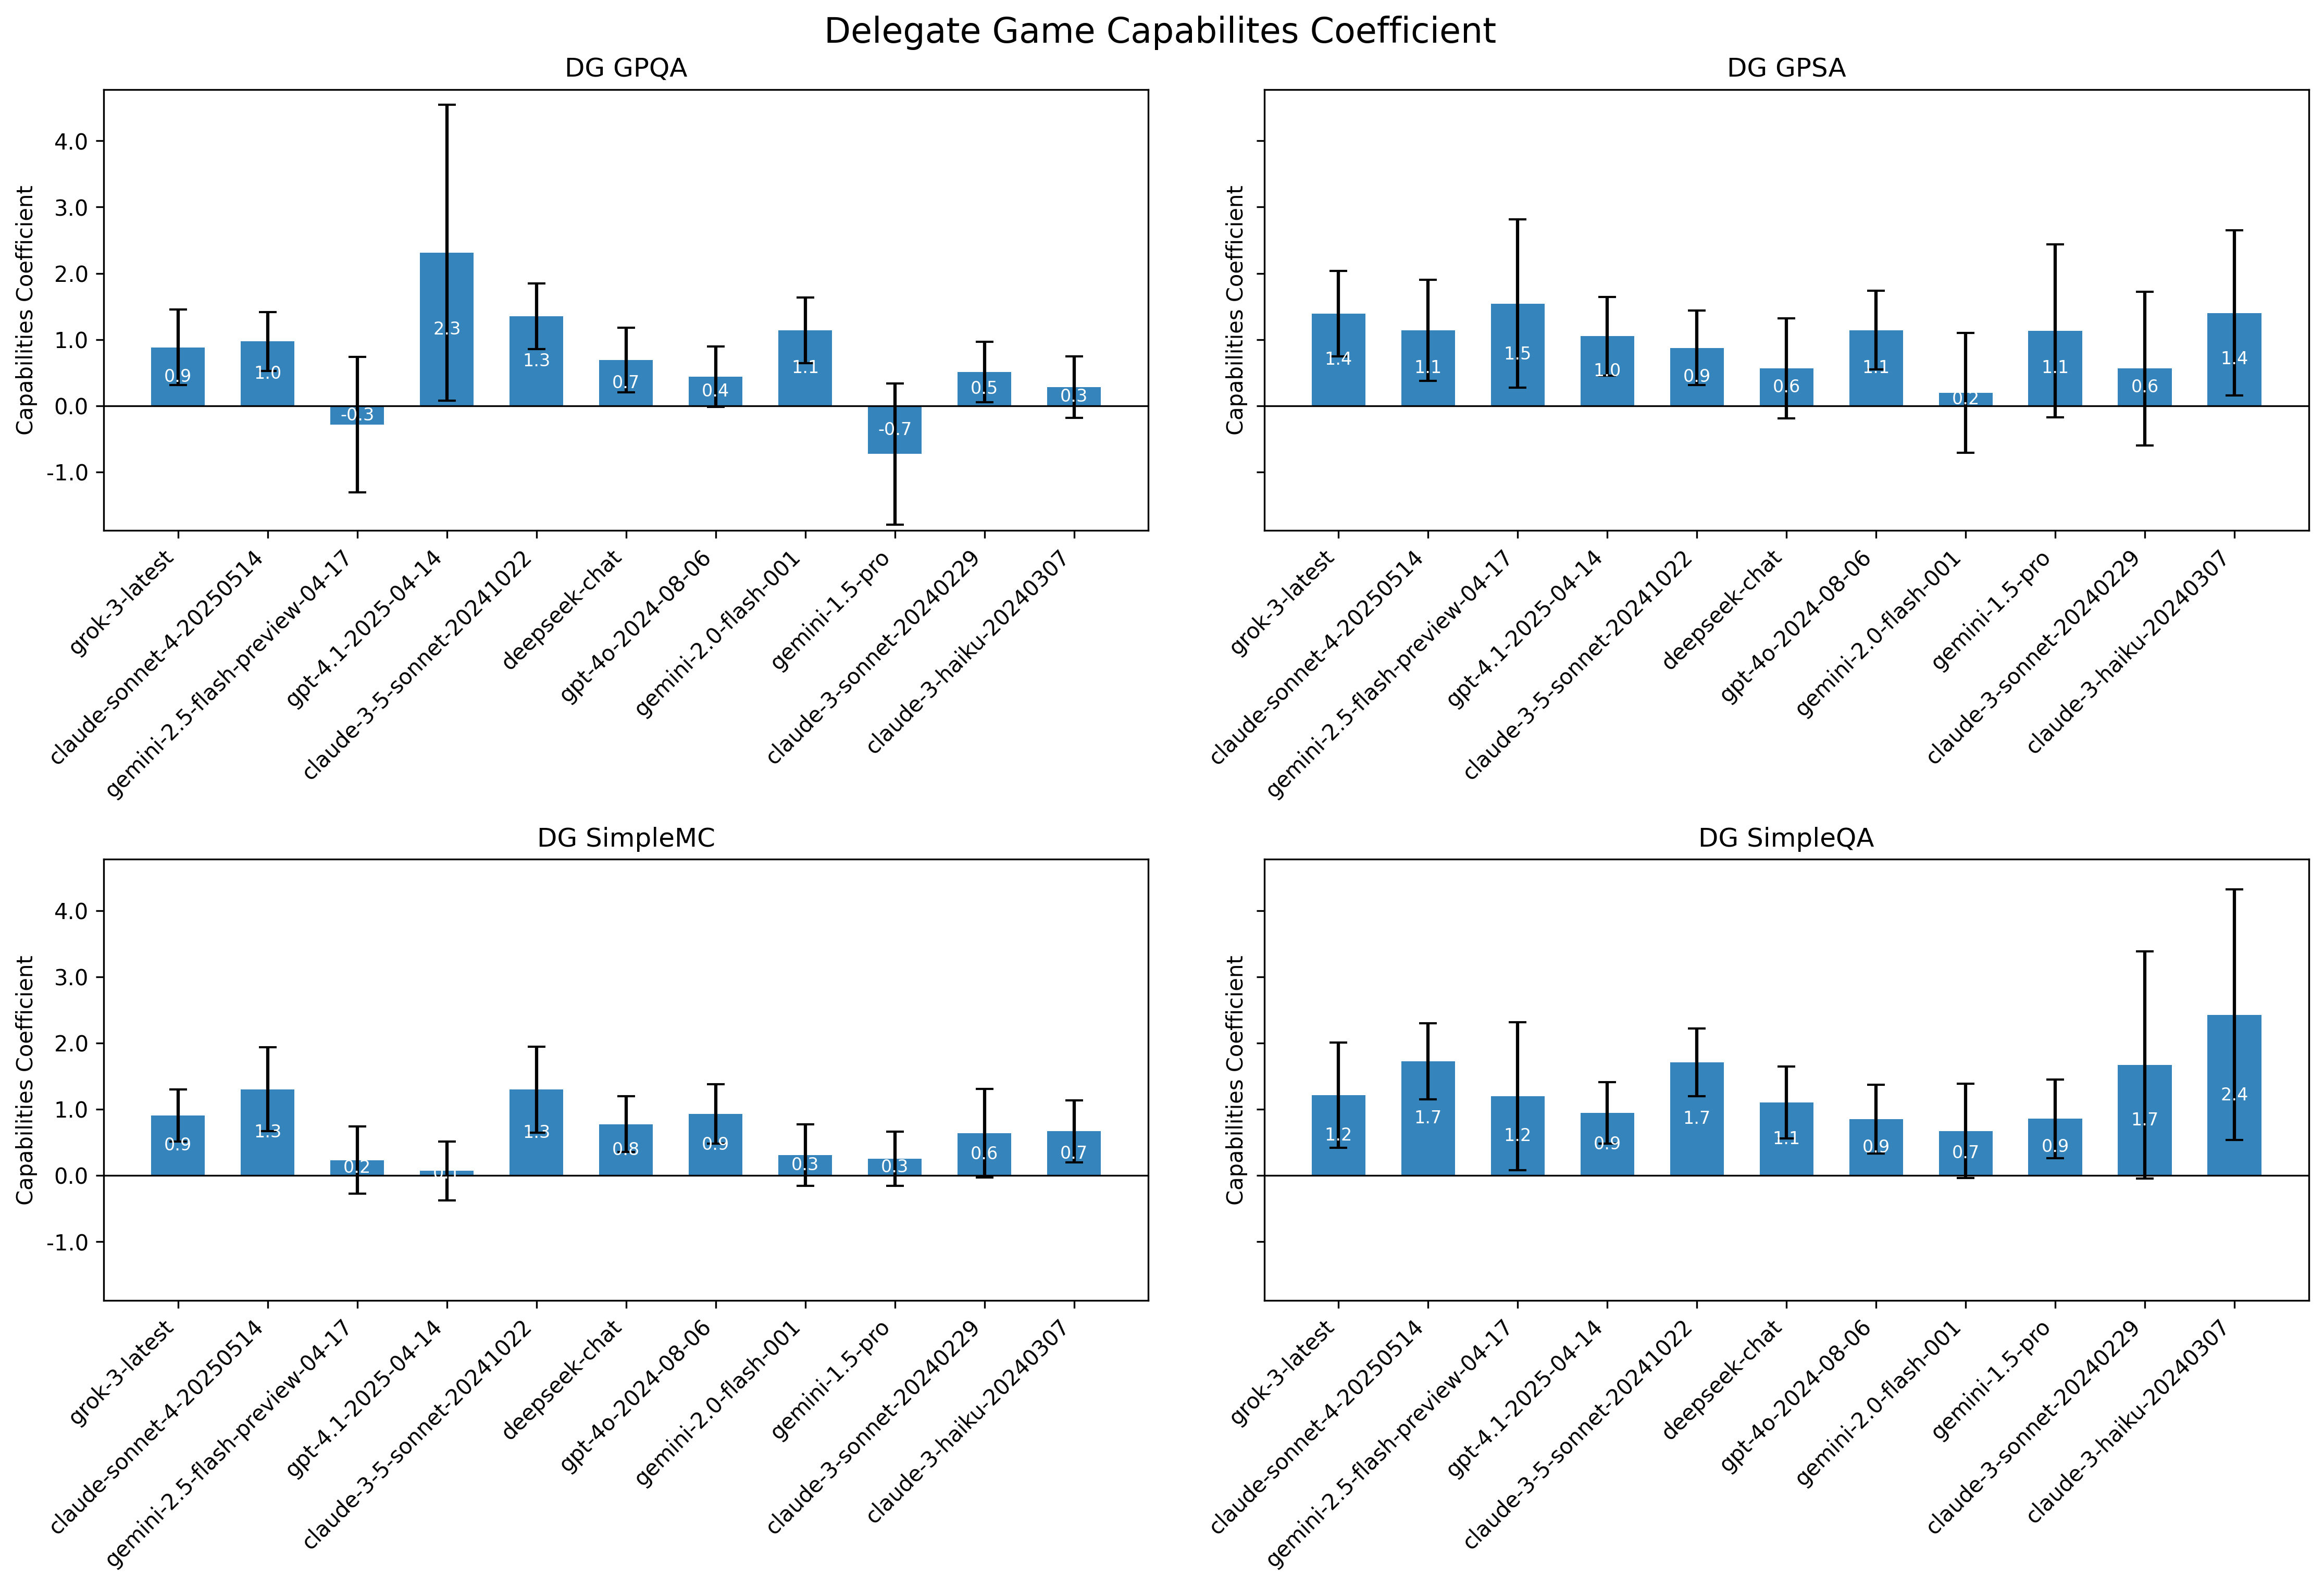 Delegate Game Capabilites Coefficient
DG GPQA
Capabilities Coefficient
4.0
3.0
2.0
1.0
0.0
-1.0
0.9
1.0
-0.3
2.3
1.3
0.7
0.4
1.1
-0.7
0.5
0.3
grok-3-latest
claude-sonnet-4-20250514
gemini-2.5-flash-preview-04-17
gpt-4.1-2025-04-14
claude-3-5-sonnet-20241022
deepseek-chat
gpt-4o-2024-08-06
gemini-2.0-flash-001
gemini-1.5-pro
claude-3-sonnet-20240229
claude-3-haiku-20240307
DG GPSA
Capabilities Coefficient
1.4
1.1
1.5
1.0
0.9
0.6
1.1
0.2
1.1
0.6
1.4
grok-3-latest
claude-sonnet-4-20250514
gemini-2.5-flash-preview-04-17
gpt-4.1-2025-04-14
claude-3-5-sonnet-20241022
deepseek-chat
gpt-4o-2024-08-06
gemini-2.0-flash-001
gemini-1.5-pro
claude-3-sonnet-20240229
claude-3-haiku-20240307
DG SimpleMC
Capabilities Coefficient
4.0
3.0
2.0
1.0
0.0
-1.0
0.9
1.3
0.2
1.3
0.8
0.9
0.3
0.3
0.6
0.7
grok-3-latest
claude-sonnet-4-20250514
gemini-2.5-flash-preview-04-17
gpt-4.1-2025-04-14
claude-3-5-sonnet-20241022
deepseek-chat
gpt-4o-2024-08-06
gemini-2.0-flash-001
gemini-1.5-pro
claude-3-sonnet-20240229
claude-3-haiku-20240307
DG SimpleQA
Capabilities Coefficient
1.2
1.7
1.2
0.9
1.7
1.1
0.9
0.7
0.9
1.7
2.4
grok-3-latest
claude-sonnet-4-20250514
gemini-2.5-flash-preview-04-17
gpt-4.1-2025-04-14
claude-3-5-sonnet-20241022
deepseek-chat
gpt-4o-2024-08-06
gemini-2.0-flash-001
gemini-1.5-pro
claude-3-sonnet-20240229
claude-3-haiku-20240307